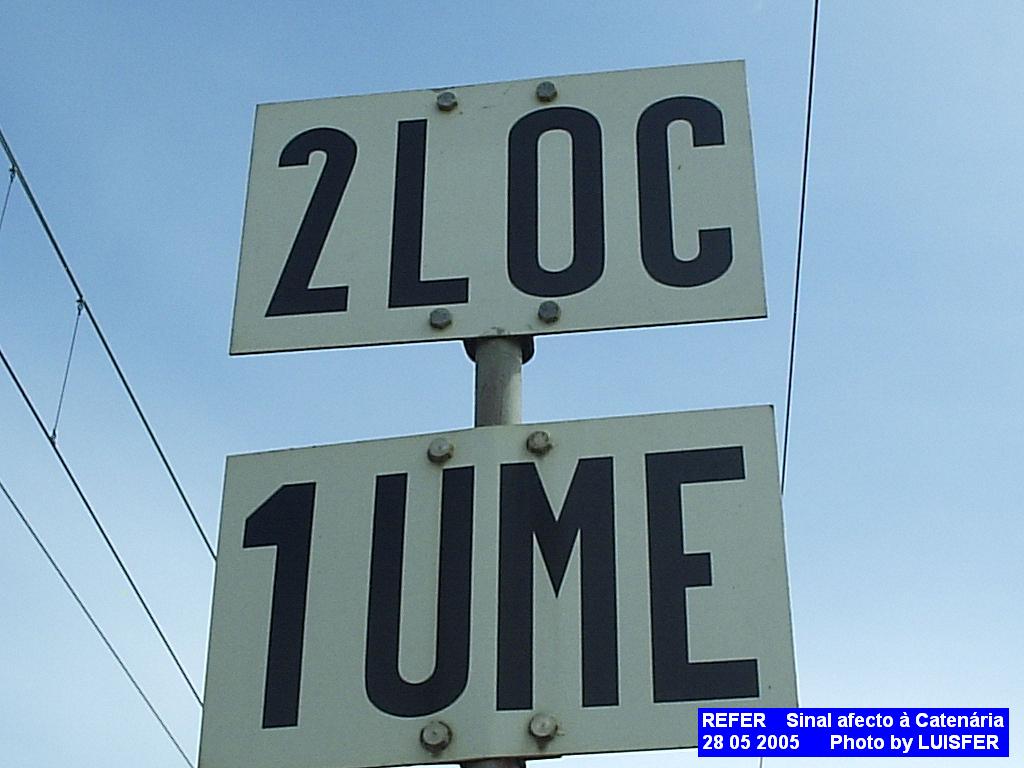 2LOC
1UME
REFER Sinal afecto à Catenária
28 05 2005 Photo by LUISFER